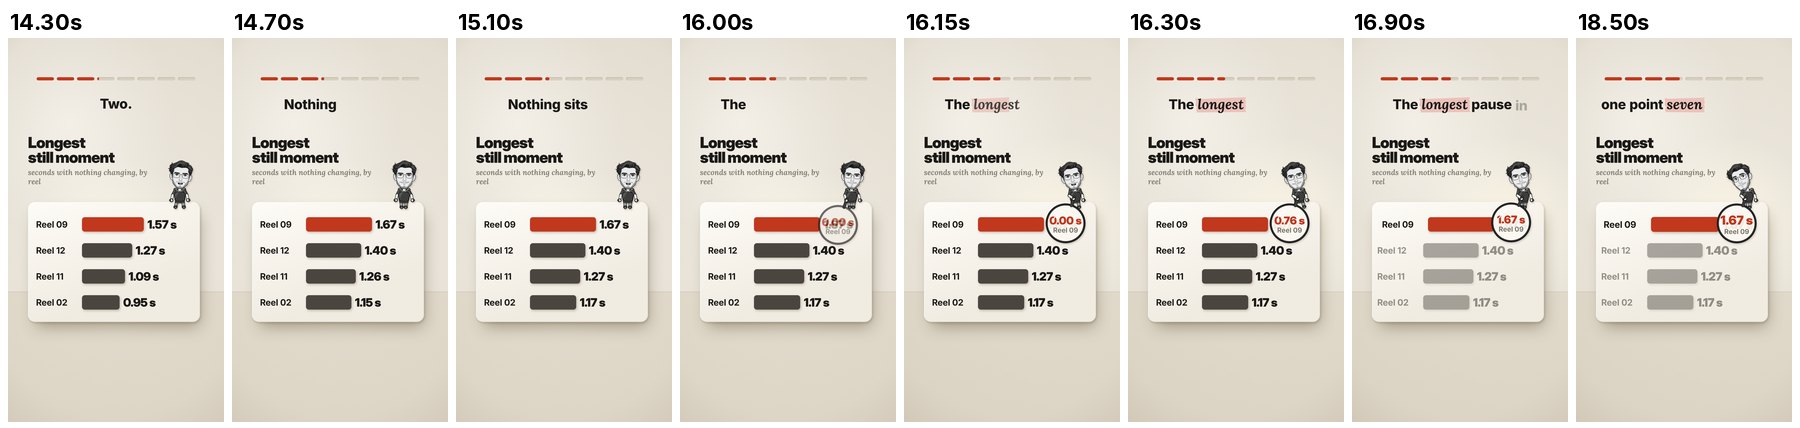 14.30s
Two.
Longest
still moment
seconds with nothing changing, by
reel
Reel 09 1.57 s
Reel 12 1.27 s
Reel 11 1.09 s
Reel 02 0.95 s
14.70s
Nothing
Longest
still moment
seconds with nothing changing, by
reel
Reel 09 1.67 s
Reel 12 1.40 s
Reel 11 1.26 s
Reel 02 1.15 s
15.10s
Nothing sits
Longest
still moment
seconds with nothing changing, by
reel
Reel 09 1.67 s
Reel 12 1.40 s
Reel 11 1.27 s
Reel 02 1.17 s
16.00s
The
Longest
still moment
seconds with nothing changing, by
reel
Reel 09
Reel 09
Reel 12 1.40 s
Reel 11 1.27 s
Reel 02 1.17 s
16.15s
The longest
Longest
still moment
seconds with nothing changing, by
reel
Reel 09 0.00 s
Reel 09
Reel 12 1.40 s
Reel 11 1.27 s
Reel 02 1.17 s
16.30s
The longest
Longest
still moment
seconds with nothing changing, by
reel
Reel 09 0.76 s
Reel 09
Reel 12 1.40 s
Reel 11 1.27 s
Reel 02 1.17 s
16.90s
The longest pause in
Longest
still moment
seconds with nothing changing, by
reel
Reel 09 1.67 s
Reel 09
Reel 12 1.40 s
Reel 11 1.27 s
Reel 02 1.17 s
18.50s
one point seven
Longest
still moment
seconds with nothing changing, by
reel
Reel 09 1.67 s
Reel 09
Reel 12 1.40 s
Reel 11 1.27 s
Reel 02 1.17 s